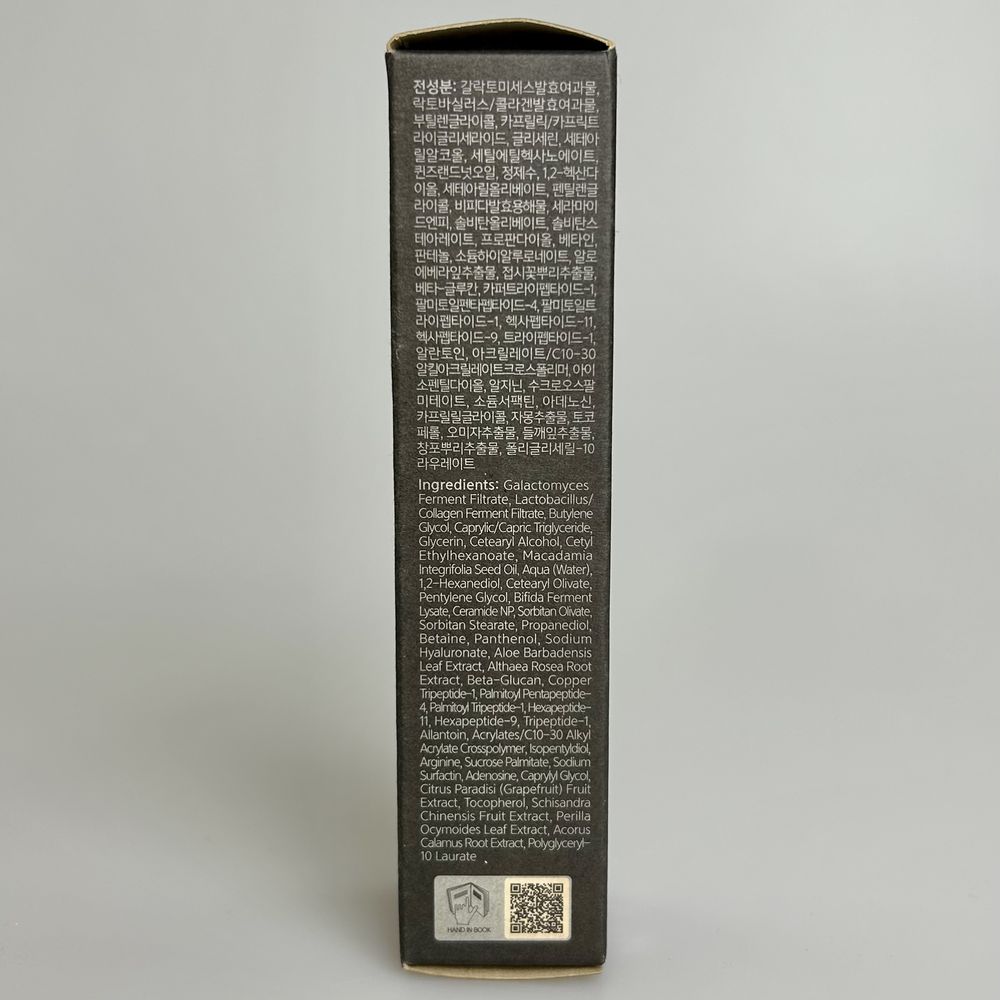 전성분: 갈락토미세스발효여과물,
락토바실러스/콜라겐발효여과물,
부틸렌글라이콜, 카프릴릭/카프릭트
라이글리세라이드, 글리세린, 세테아
릴알코올, 세틸에틸헥사노에이트,
퀸즈랜드넛오일, 정제수, 1,2-헥산다
이올, 세테아릴올리베이트, 펜틸렌글
라이콜, 비피다발효용해물, 세라마이
드엔피, 솔비탄올리베이트, 솔비탄스
테아레이트, 프로판다이올, 베타인,
판테놀, 소듐하이알루로네이트, 알로
에베라잎추출물, 접시꽃뿌리추출물,
베타-글루칸, 카퍼트라이펩타이드-1,
팔미토일펜타펩타이드-4, 팔미토일트
라이펩타이드-1, 헥사펩타이드-11,
헥사펩타이드-9, 트라이펩타이드-1,
알란토인, 아크릴레이트/C10-30
알킬아크릴레이트크로스폴리머, 아이
소펜틸다이올, 알지닌, 수크로오스팔
미테이트, 소듐서팩틴, 아데노신,
카프릴릴글라이콜, 자몽추출물, 토코
페롤, 오미자추출물, 들깨잎추출물,
창포뿌리추출물, 폴리글리세릴-10
라우레이트
Ingredients: Galactomyces
Ferment Filtrate, Lactobacillus/
Collagen Ferment Filtrate, Butylene
Glycol, Caprylic/Capric Triglyceride,
Glycerin, Cetearyl Alcohol, Cetyl
Ethylhexanoate, Macadamia
Integrifolia Seed Oil, Aqua (Water),
1,2-Hexanediol, Cetearyl Olivate,
Pentylene Glycol, Bifida Ferment
Lysate, Ceramide NP, Sorbitan Olivate,
Sorbitan Stearate, Propanediol,
Betaine, Panthenol, Sodium
Hyaluronate, Aloe Barbadensis
Leaf Extract, Althaea Rosea Root
Extract, Beta-Glucan, Copper
Tripeptide-1, Palmitoyl Pentapeptide-
4, Palmitoyl Tripeptide-1, Hexapeptide-
11, Hexapeptide-9, Tripeptide-1,
Allantoin, Acrylates/C10-30 Alkyl
Acrylate Crosspolymer, Isopentyldiol,
Arginine, Sucrose Palmitate, Sodium
Surfactin, Adenosine, Caprylyl Glycol,
Citrus Paradisi (Grapefruit) Fruit
Extract, Tocopherol, Schisandra
Chinensis Fruit Extract, Perilla
Ocymoides Leaf Extract, Acorus
Calamus Root Extract, Polyglyceryl-
10 Laurate
HAND IN BOOK